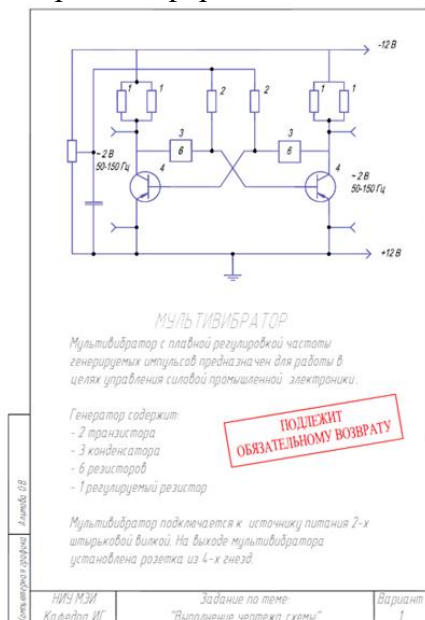 -12 В
1
1
2
2
1
1
3
3
6
6
~ 2 В
50-150 Гц
4
4
~ 2 В
50-150 Гц
+12 В
МУЛЬТИВИБРАТОР
Мультивибратор с плавной регулировкой частоты
генерируемых импульсов предназначен для работы в
целях управления силовой промышленной электроники.
Генератор содержит:
- 2 транзистора
- 3 конденсатора
- 6 резисторов
- 1 регулируемый резистор
ПОДЛЕЖИТ
ОБЯЗАТЕЛЬНОМУ ВОЗВРАТУ
Мультивибратор подключается к источнику питания 2-х
штырьковой вилкой. На выходе мультивибратора
установлена розетка из 4-х гнезд.
Компьютерная графика
НИУ МЭИ
Кафедра ИГ
Задание по теме:
"Выполнение чертежа схемы"
Вариант
1